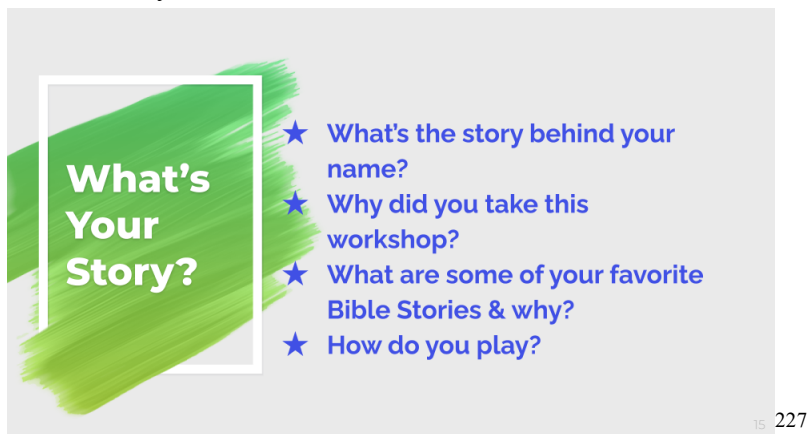 What's
Your
Story?
★ What's the story behind your
name?
★ Why did you take this
workshop?
★ What are some of your favorite
Bible Stories & why?
★ How do you play?
15
227